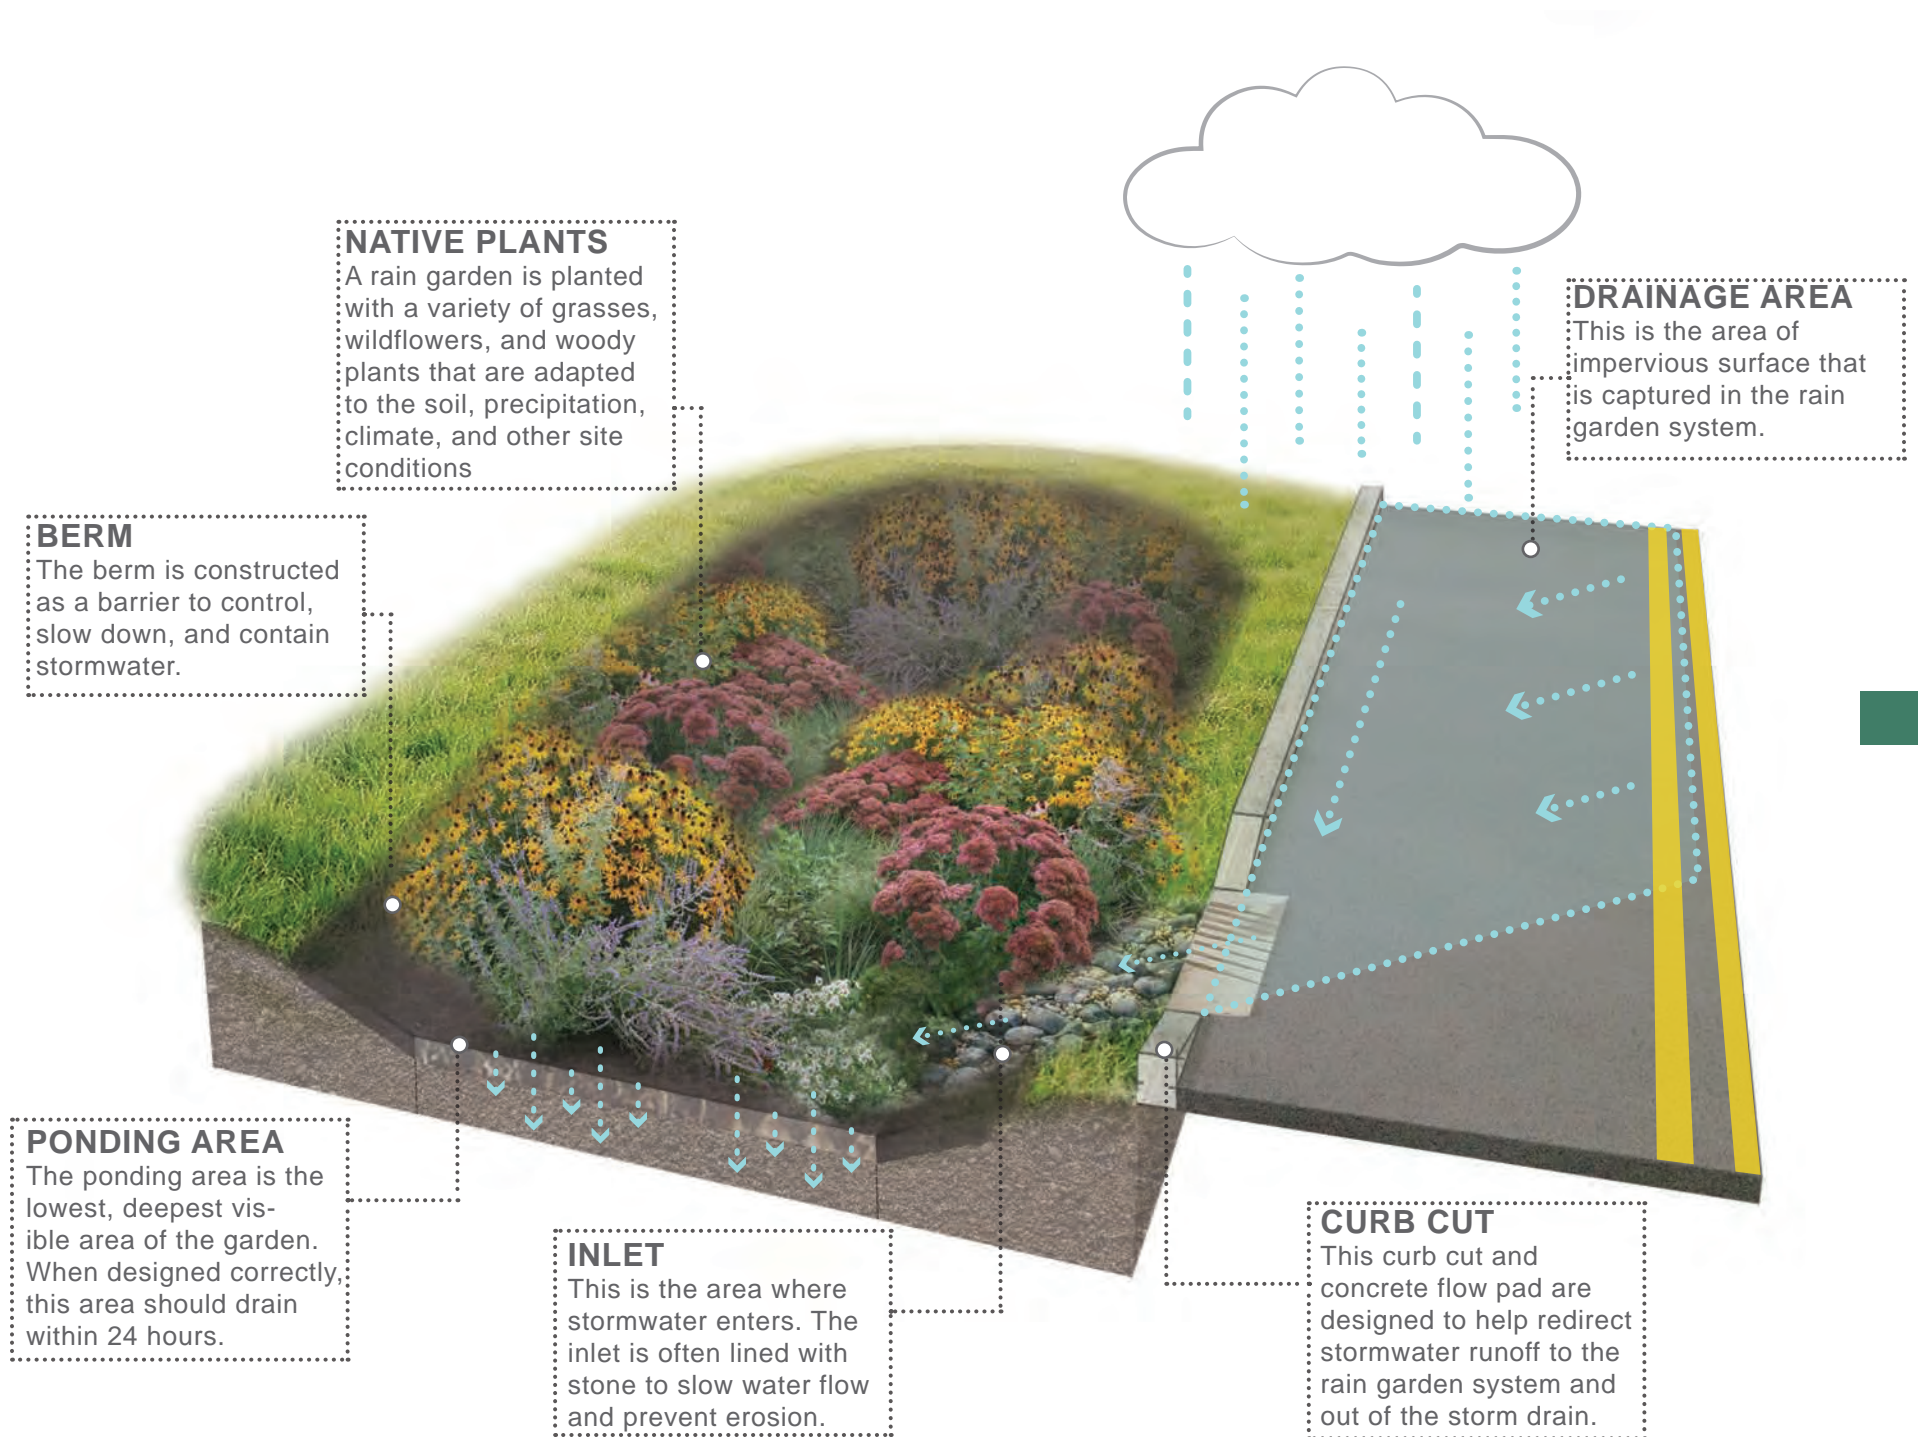 NATIVE PLANTS
A rain garden is planted
with a variety of grasses,
wildflowers, and woody
plants that are adapted
to the soil, precipitation,
climate, and other site
conditions
DRAINAGE AREA
This is the area of
impervious surface that
is captured in the rain
garden system.
BERM
The berm is constructed
as a barrier to control,
slow down, and contain
stormwater.
PONDING AREA
The ponding area is the
lowest, deepest vis-
ible area of the garden.
When designed correctly,
this area should drain
within 24 hours.
INLET
This is the area where
stormwater enters. The
inlet is often lined with
stone to slow water flow
and prevent erosion.
CURB CUT
This curb cut and
concrete flow pad are
designed to help redirect
stormwater runoff to the
rain garden system and
out of the storm drain.